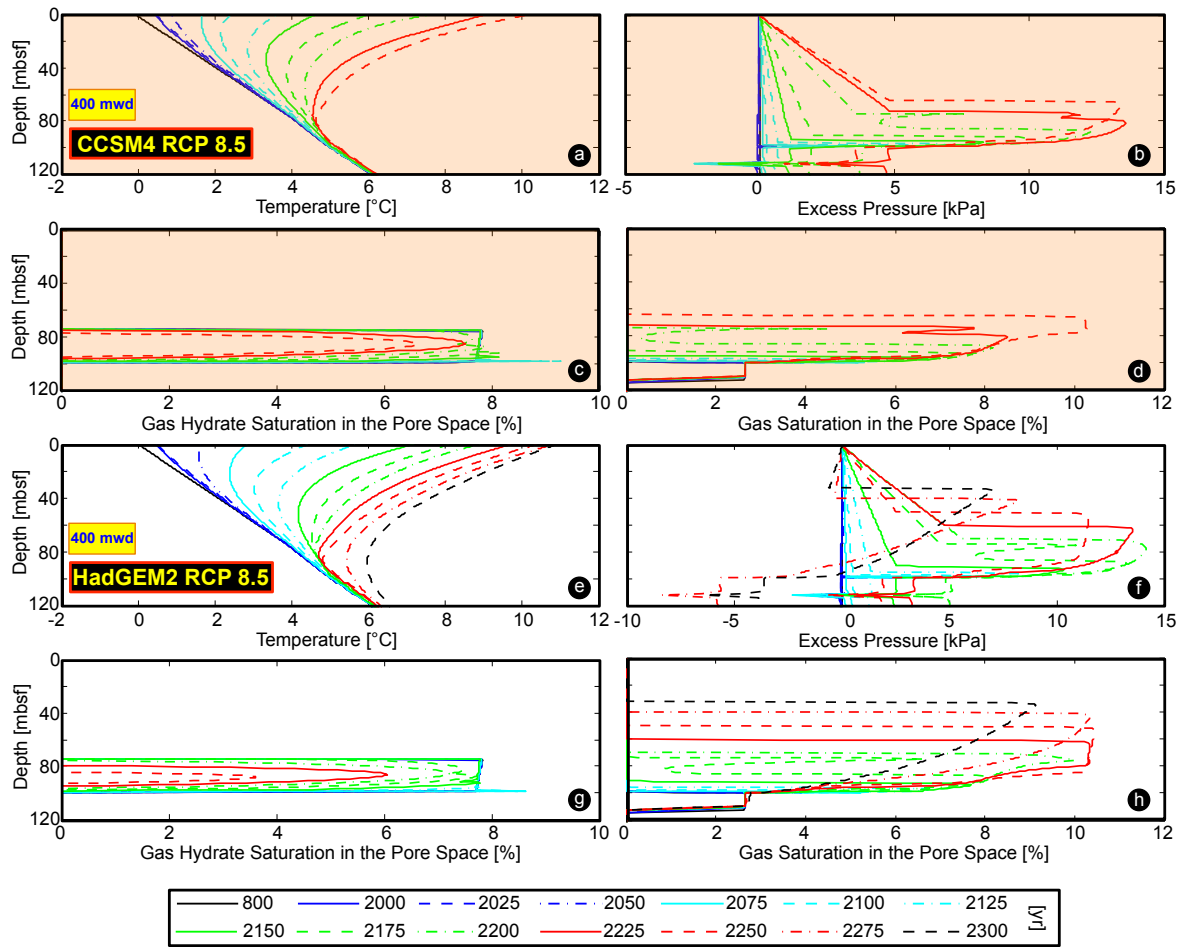 0
40
80
120
Depth [mbsf]
400 mwd
CCSM4 RCP 8.5
a
-2 0 2 4 6 8 10 12
Temperature [°C]
b
-5 0 5 10 15
Excess Pressure [kPa]
0
40
80
120
Depth [mbsf]
c
0 2 4 6 8 10
Gas Hydrate Saturation in the Pore Space [%]
d
0 2 4 6 8 10 12
Gas Saturation in the Pore Space [%]
0
40
80
120
Depth [mbsf]
400 mwd
HadGEM2 RCP 8.5
e
-2 0 2 4 6 8 10 12
Temperature [°C]
f
-10 -5 0 5 10 15
Excess Pressure [kPa]
0
40
80
120
Depth [mbsf]
g
0 2 4 6 8 10
Gas Hydrate Saturation in the Pore Space [%]
h
0 2 4 6 8 10 12
Gas Saturation in the Pore Space [%]
800 2000 2025 2050 2075 2100 2125
2150 2175 2200 2225 2250 2275 2300
[yr]